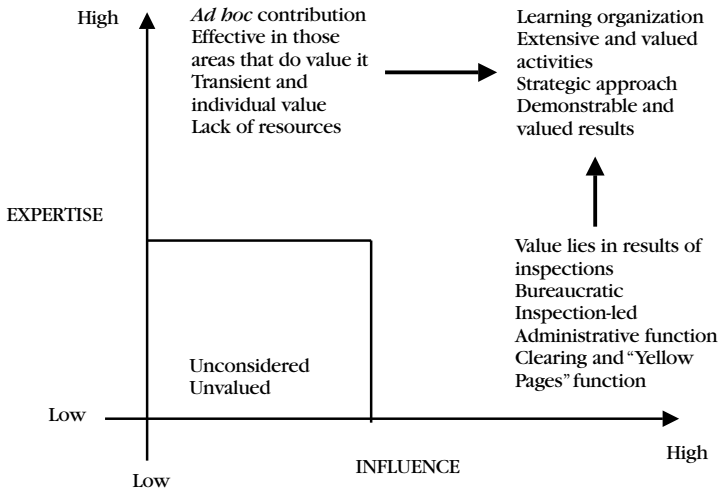 High
Ad hoc contribution
Effective in those
areas that do value it
Transient and
individual value
Lack of resources
Learning organization
Extensive and valued
activities
Strategic approach
Demonstrable and
valued results
EXPERTISE
Value lies in results of
inspections
Bureaucratic
Inspection-led
Administrative function
Clearing and “Yellow
Pages” function
Unconsidered
Unvalued
Low
High
INFLUENCE
Low